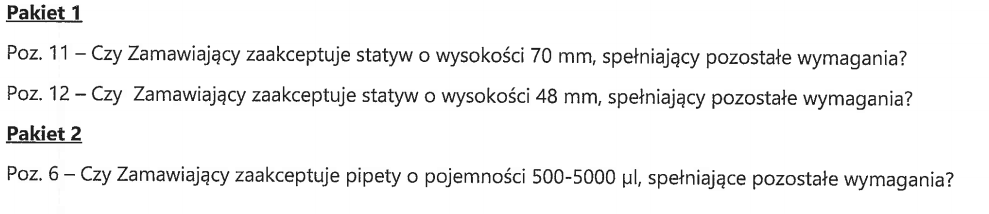 Pakiet 1
Poz. 11 – Czy Zamawiający zaakceptuje statyw o wysokości 70 mm, spełniający pozostałe wymagania?
Poz. 12 – Czy Zamawiający zaakceptuje statyw o wysokości 48 mm, spełniający pozostałe wymagania?
Pakiet 2
Poz. 6 – Czy Zamawiający zaakceptuje pipety o pojemności 500-5000 µl, spełniające pozostałe wymagania?